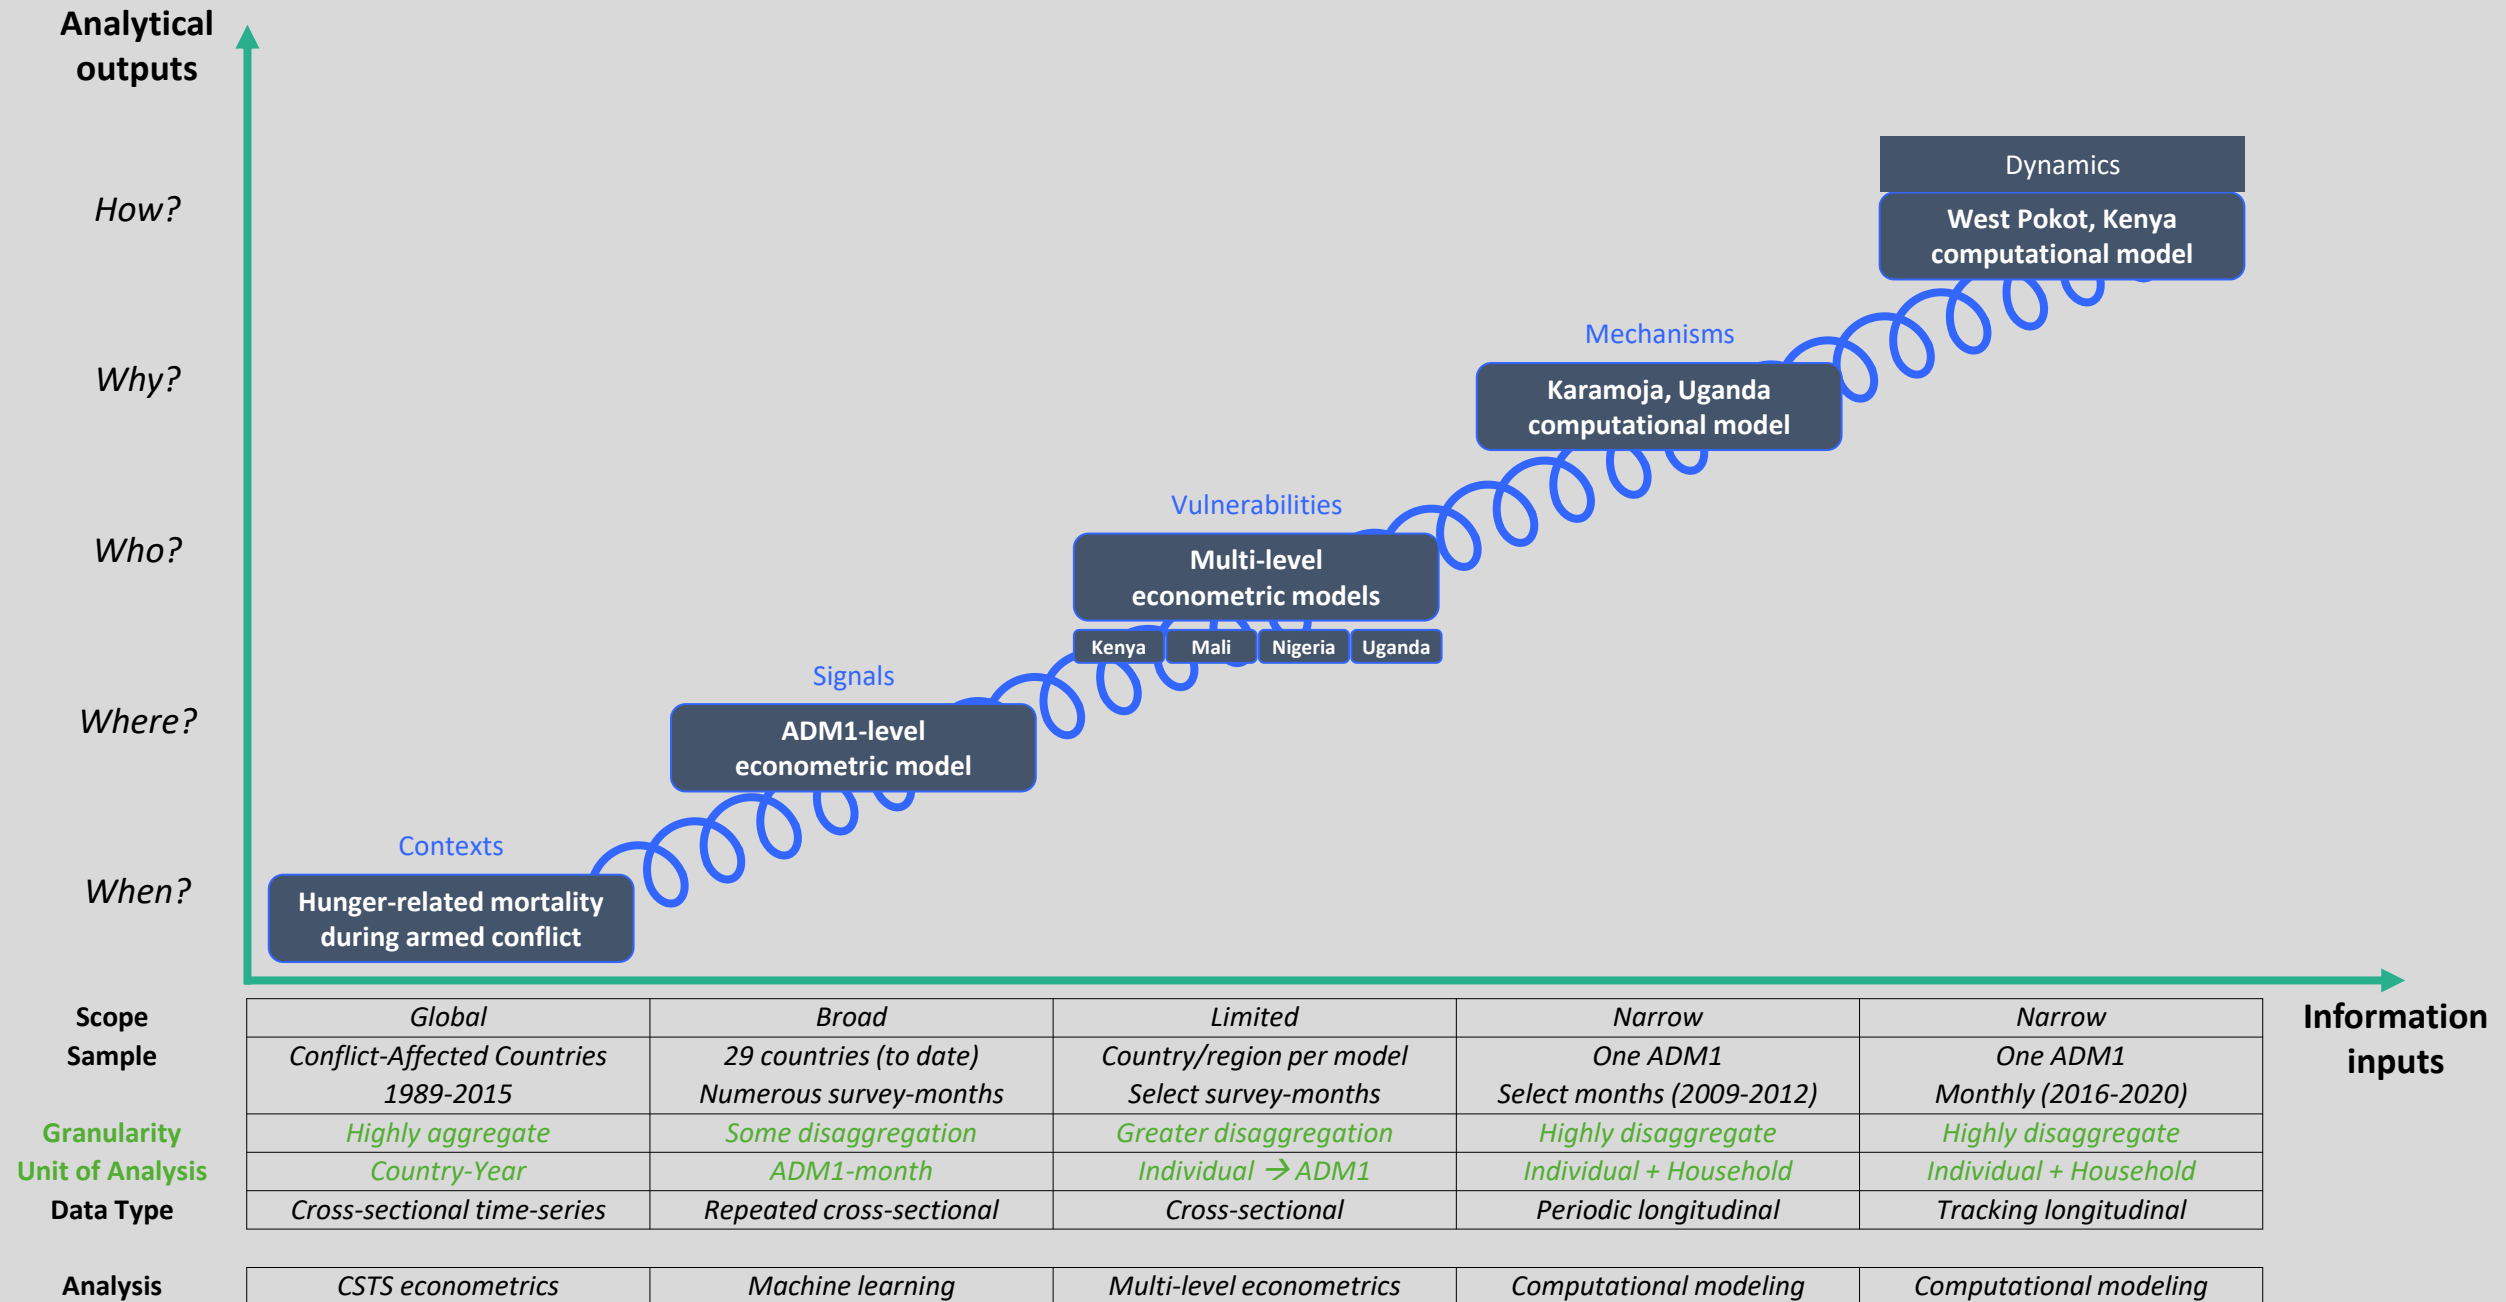 Analytical
outputs
How?
Why?
Who?
Where?
When?
Dynamics
West Pokot, Kenya
computational model
Mechanisms
Karamoja, Uganda
computational model
Vulnerabilities
Multi-level
econometric models
Kenya Mali Nigeria Uganda
Signals
ADM1-level
econometric model
Contexts
Hunger-related mortality
during armed conflict
Information
inputs
Scope Global Broad Limited Narrow Narrow
Sample Conflict-Affected Countries 29 countries (to date) Country/region per model One ADM1 One ADM1
1989-2015 Numerous survey-months Select survey-months Select months (2009-2012) Monthly (2016-2020)
Granularity Highly aggregate Some disaggregation Greater disaggregation Highly disaggregate Highly disaggregate
Unit of Analysis Country-Year ADM1-month Individual → ADM1 Individual + Household Individual + Household
Data Type Cross-sectional time-series Repeated cross-sectional Cross-sectional Periodic longitudinal Tracking longitudinal
Analysis CSTS econometrics Machine learning Multi-level econometrics Computational modeling Computational modeling